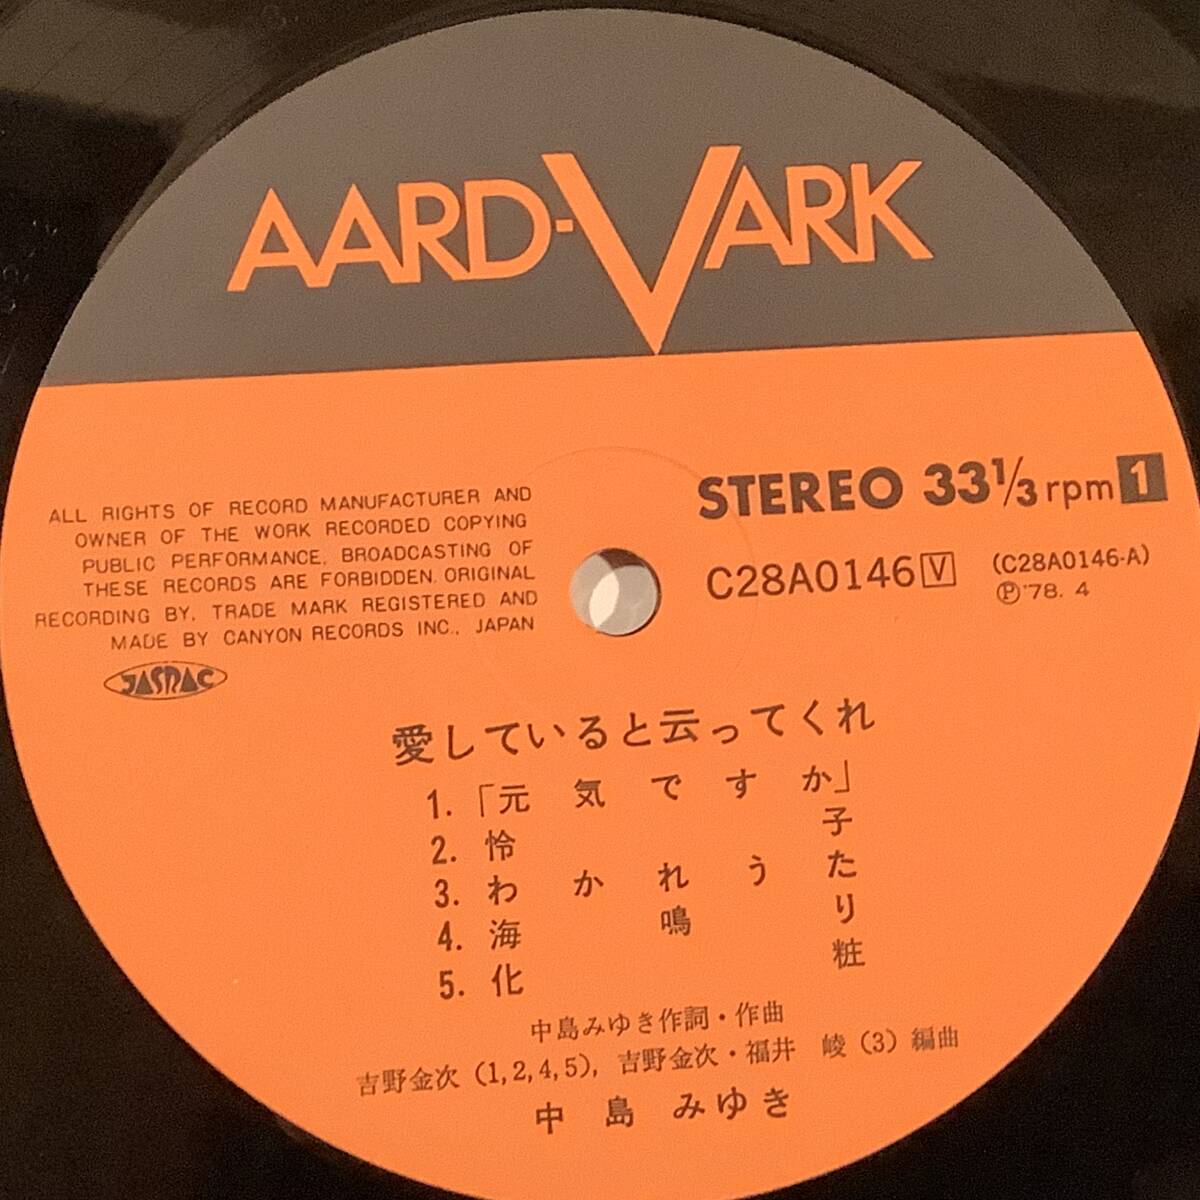 AARD-VARK
STEREO 33 1/3 rpm 1
C28A0146 V (C28A0146-A)
Ⓟ '78. 4
ALL RIGHTS OF RECORD MANUFACTURER AND
OWNER OF THE WORK RECORDED COPYING
PUBLIC PERFORMANCE, BROADCASTING OF
THESE RECORDS ARE FORBIDDEN. ORIGINAL
RECORDING BY, TRADE MARK REGISTERED AND
MADE BY CANYON RECORDS INC., JAPAN
JASRAC
愛していると云ってくれ
1. 「元気ですか」
2. 怜子
3. わかれうた
4. 海鳴り
5. 化粧
中島みゆき作詞・作曲
吉野金次 (1,2,4,5), 吉野金次・福井 崚 (3) 編曲
中島 みゆき